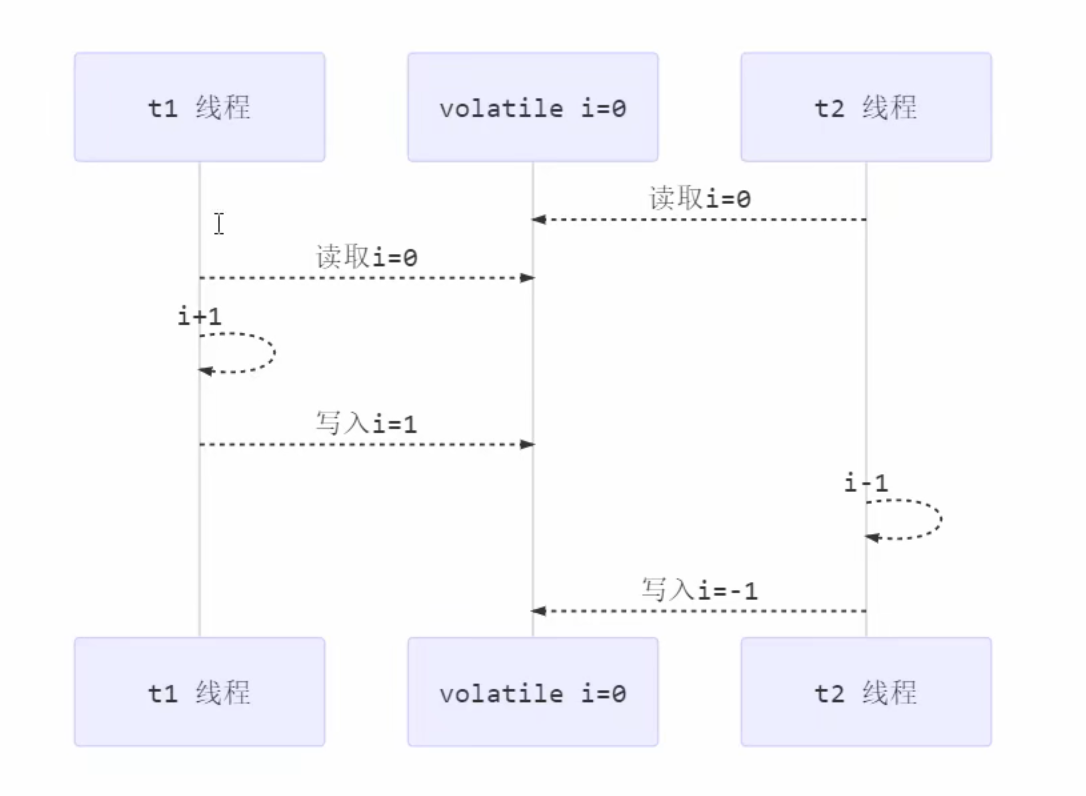 t1 线程
volatile i=0
t2 线程
读取i=0
读取i=0
i+1
写入i=1
i-1
写入i=-1
t1 线程
volatile i=0
t2 线程